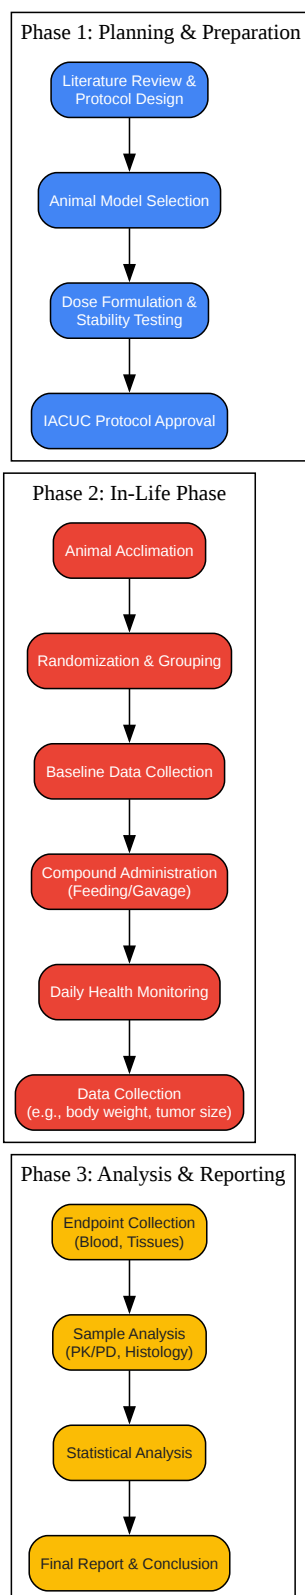 Phase 1: Planning & Preparation
Literature Review &
Protocol Design
Animal Model Selection
Dose Formulation &
Stability Testing
IACUC Protocol Approval
Phase 2: In-Life Phase
Animal Acclimation
Randomization & Grouping
Baseline Data Collection
Compound Administration
(Feeding/Gavage)
Daily Health Monitoring
Data Collection
(e.g., body weight, tumor size)
Phase 3: Analysis & Reporting
Endpoint Collection
(Blood, Tissues)
Sample Analysis
(PK/PD, Histology)
Statistical Analysis
Final Report & Conclusion